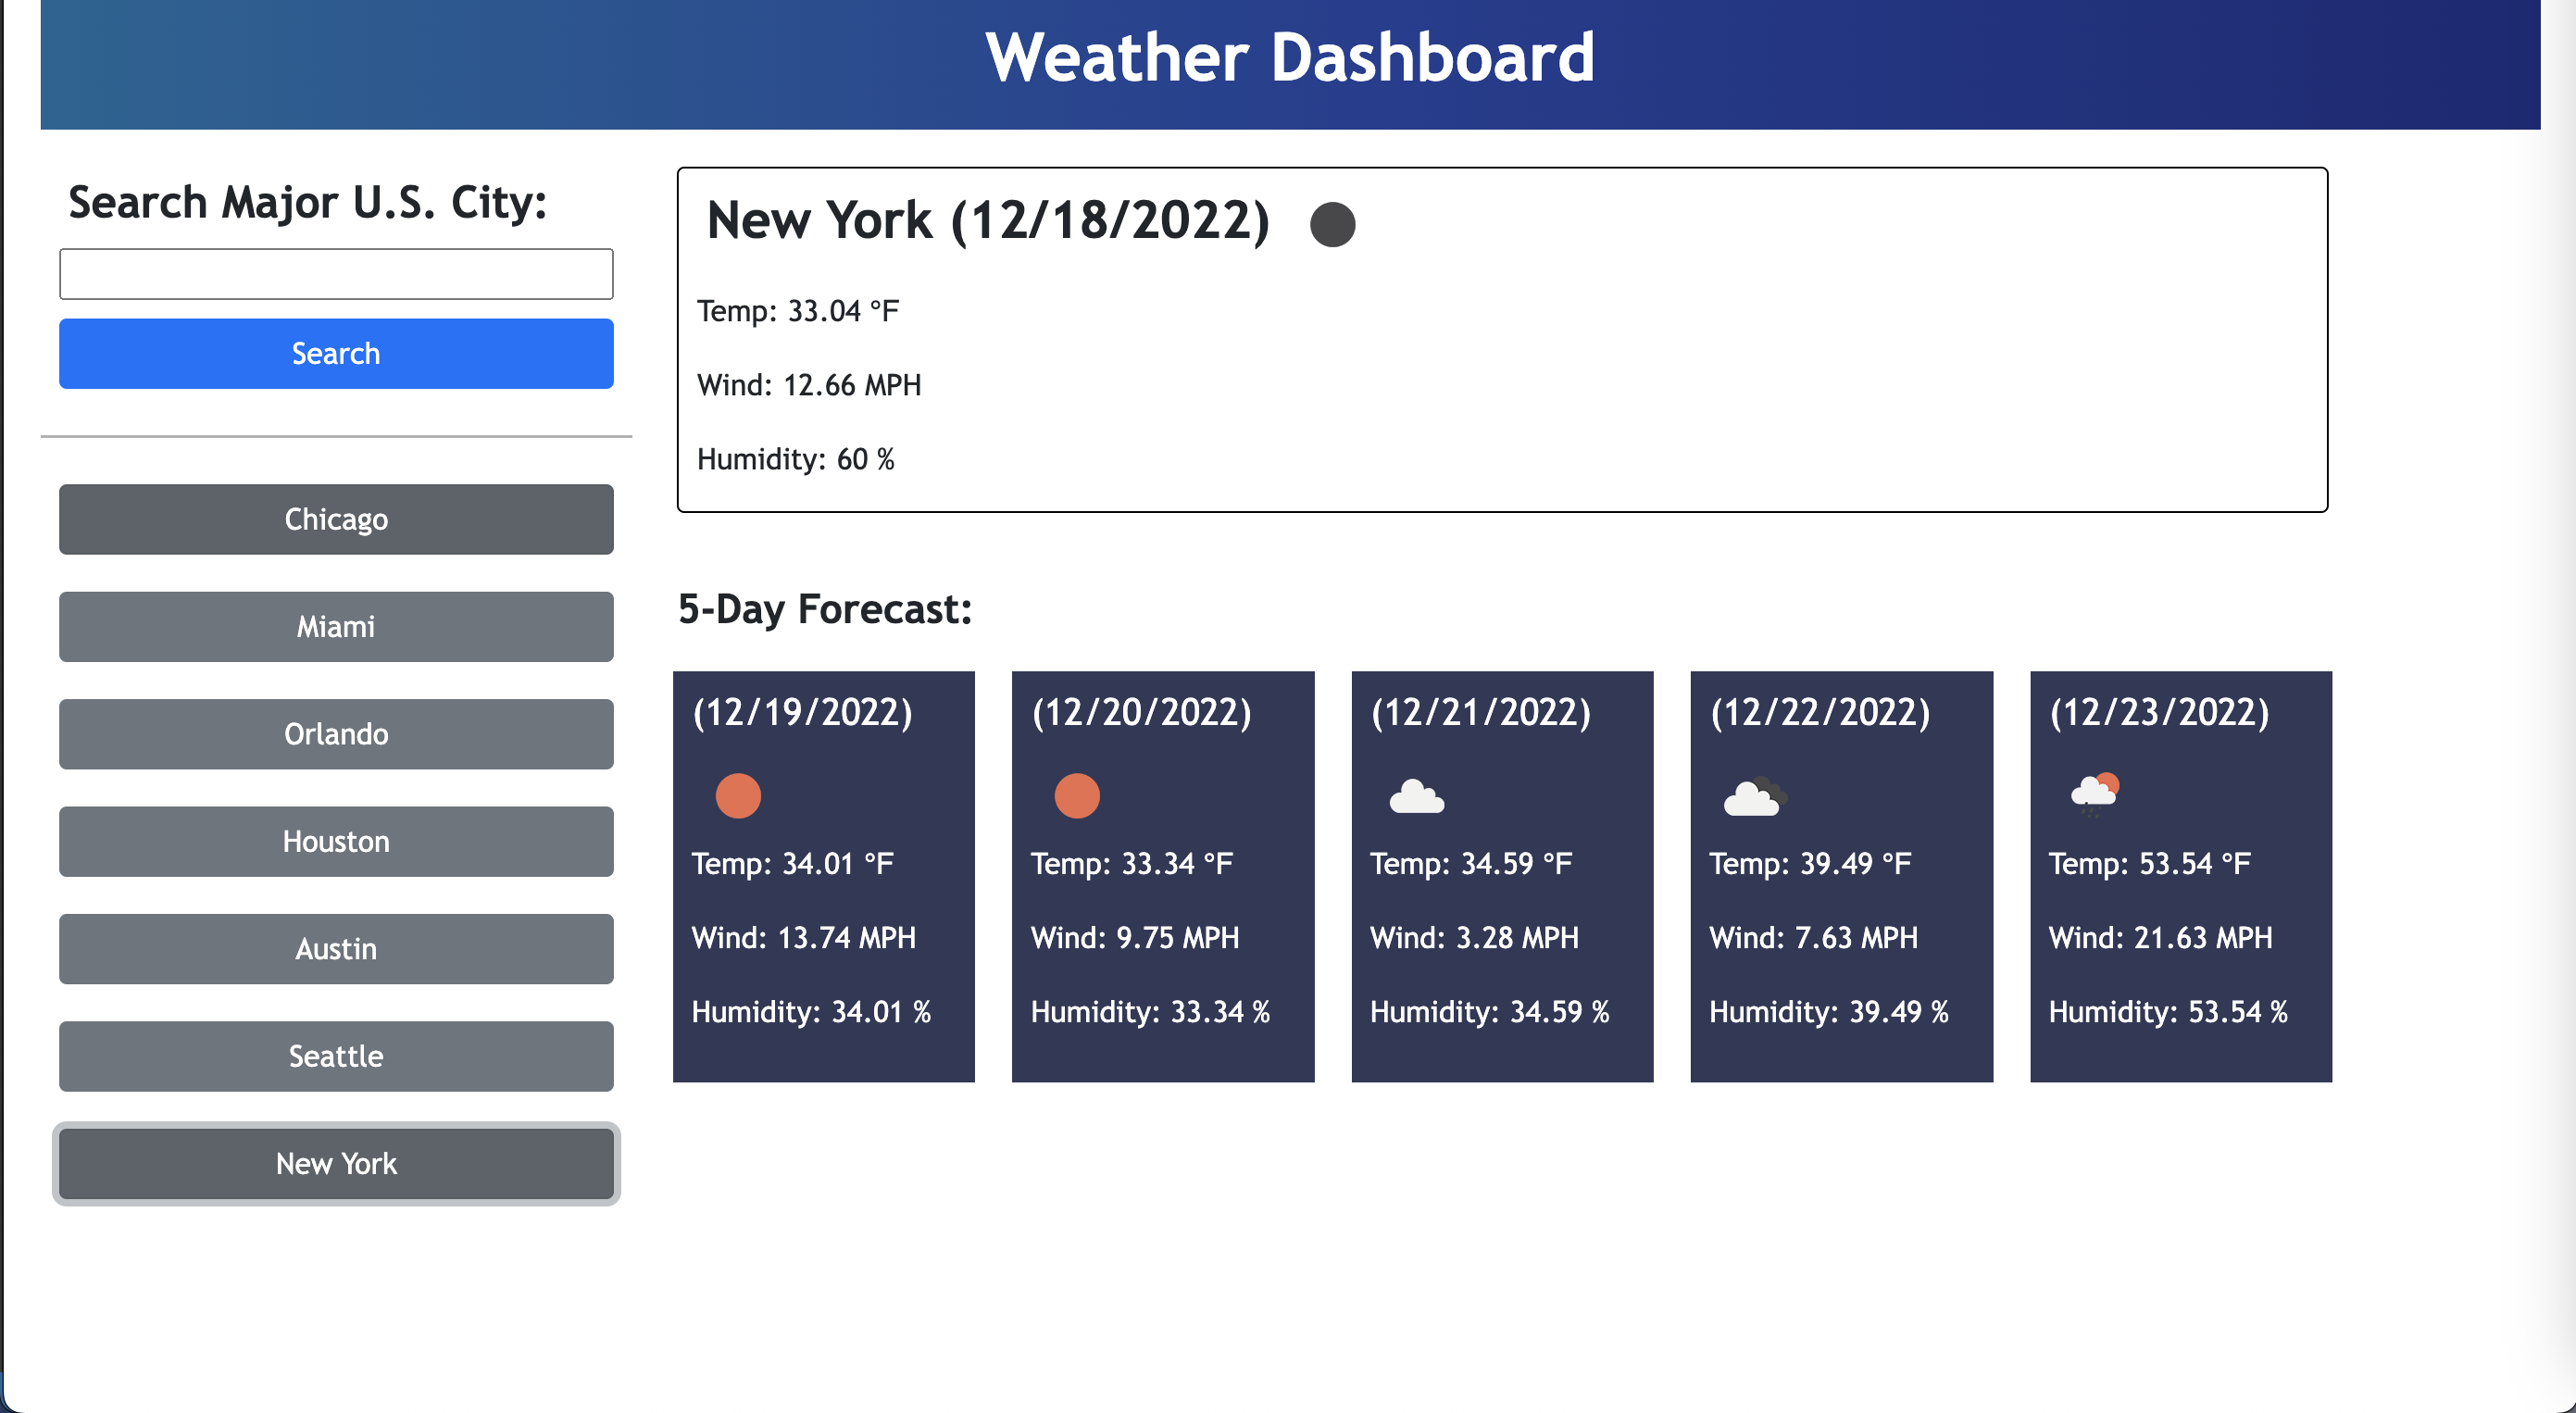 Weather Dashboard
Search Major U.S. City:
Search
Chicago
Miami
Orlando
Houston
Austin
Seattle
New York
New York (12/18/2022)
Temp: 33.04 °F
Wind: 12.66 MPH
Humidity: 60 %
5-Day Forecast:
(12/19/2022)
Temp: 34.01 °F
Wind: 13.74 MPH
Humidity: 34.01 %
(12/20/2022)
Temp: 33.34 °F
Wind: 9.75 MPH
Humidity: 33.34 %
(12/21/2022)
Temp: 34.59 °F
Wind: 3.28 MPH
Humidity: 34.59 %
(12/22/2022)
Temp: 39.49 °F
Wind: 7.63 MPH
Humidity: 39.49 %
(12/23/2022)
Temp: 53.54 °F
Wind: 21.63 MPH
Humidity: 53.54 %